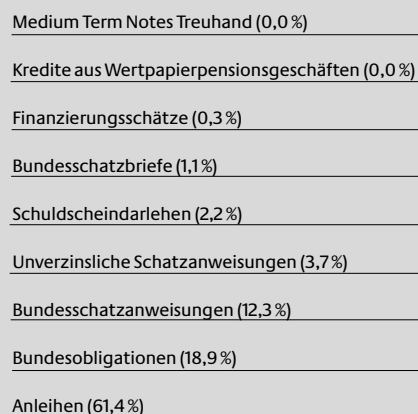 Medium Term Notes Treuhand (0,0 %)
Kredite aus Wertpapierpensionsgeschäften (0,0 %)
Finanzierungsschätze (0,3 %)
Bundesschatzbriefe (1,1 %)
Schuldscheindarlehen (2,2 %)
Unverzinsliche Schatzanweisungen (3,7 %)
Bundesschatzanweisungen (12,3 %)
Bundesobligationen (18,9 %)
Anleihen (61,4 %)